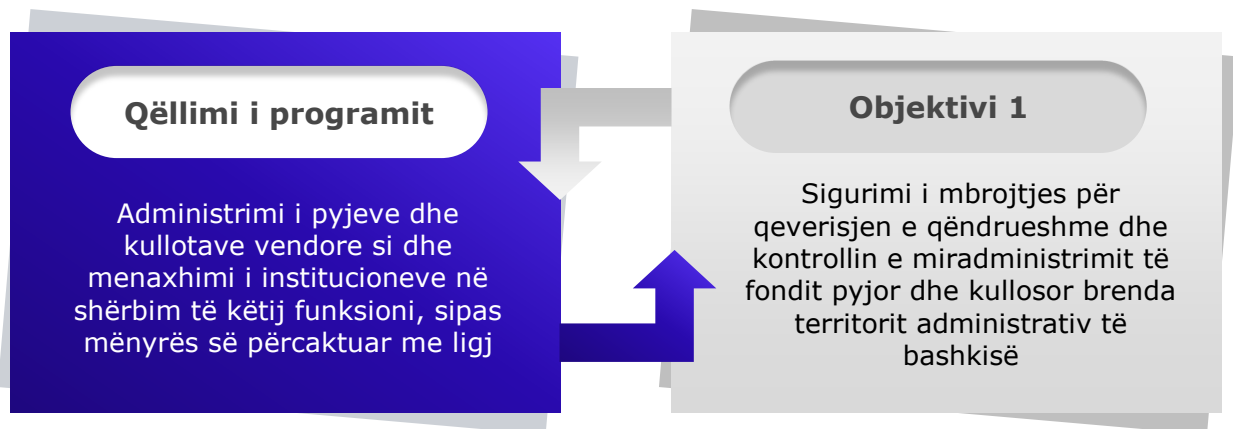 Qëllimi i programit
Administrimi i pyjeve dhe
kullotave vendore si dhe
menaxhimi i institucioneve në
shërbim të këtij funksioni, sipas
mënyrës së përcaktuar me ligj
Objektivi 1
Sigurimi i mbrojtjes për
qeverisjen e qëndrueshme dhe
kontrollin e miradministrimit të
fondit pyjor dhe kullosor brenda
territorit administrativ të
bashkisë